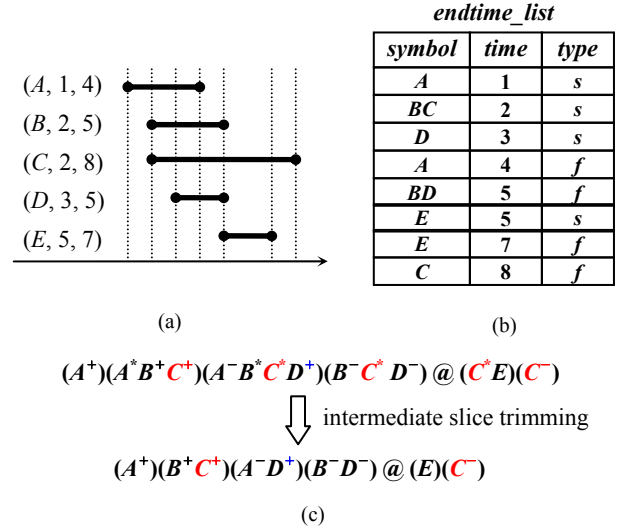 (A, 1, 4)
(B, 2, 5)
(C, 2, 8)
(D, 3, 5)
(E, 5, 7)
(a)
endtime_list
symbol time type
A 1 s
BC 2 s
D 3 s
A 4 f
BD 5 f
E 5 s
E 7 f
C 8 f
(b)
(A⁺)(A*B⁺C⁺)(A⁻B*C*D⁺)(B⁻C* D⁻) @ (C*E)(C⁻)
intermediate slice trimming
(A⁺)(B⁺C⁺)(A⁻D⁺)(B⁻D⁻) @ (E)(C⁻)
(c)